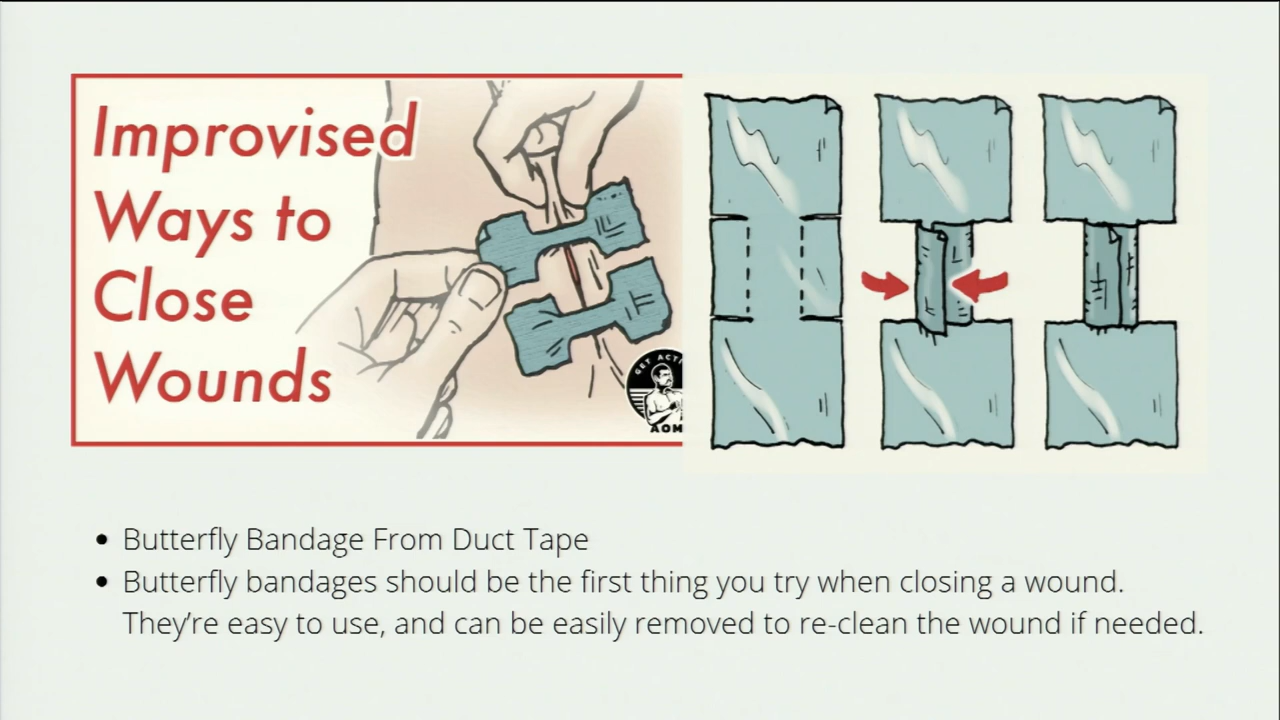 Improvised
Ways to
Close
Wounds
GET ACTI
AOM
• Butterfly Bandage From Duct Tape
• Butterfly bandages should be the first thing you try when closing a wound.
They’re easy to use, and can be easily removed to re-clean the wound if needed.